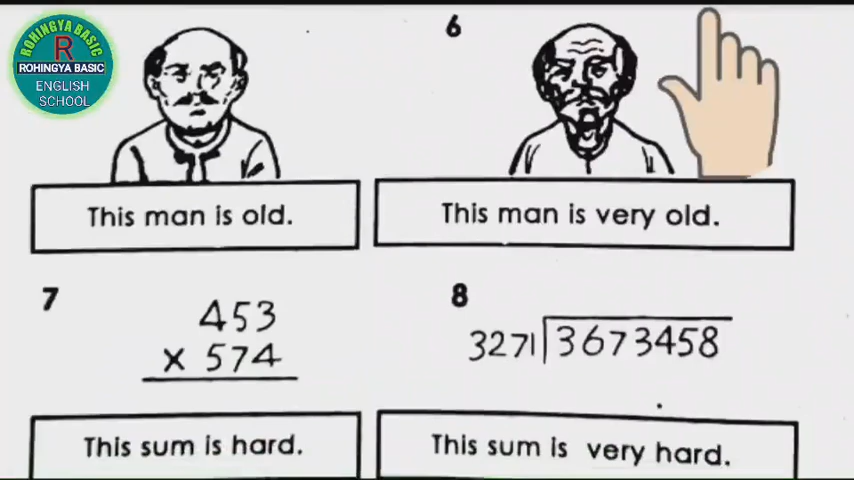 ROHINGYA BASIC
R
ROHINGYA BASIC
ENGLISH
SCHOOL
6
This man is old.
This man is very old.
7
453
x 574
8
3271 3673458
This sum is hard.
This sum is very hard.